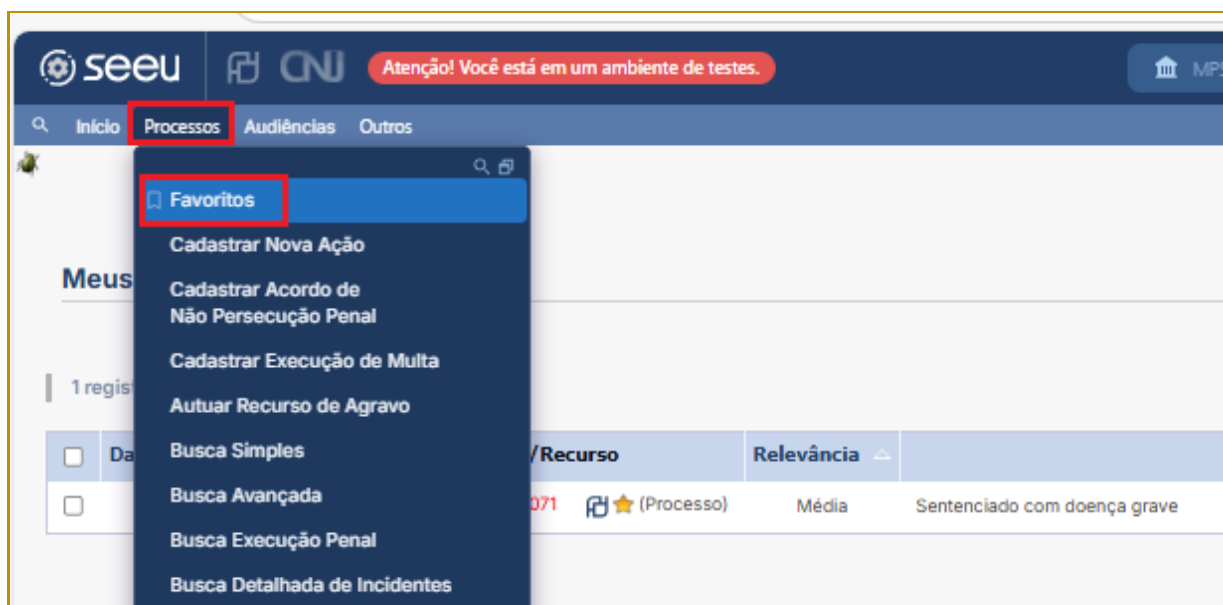 seeu CNJ Atenção! Você está em um ambiente de testes.
Início Processos Audiências Outros
Favoritos
Cadastrar Nova Ação
Meus
Cadastrar Acordo de
Não Persecução Penal
Cadastrar Execução de Multa
1
Autuar Recurso de Agravo
Busca Simples
/Recurso Relevância
Busca Avançada
071 (Processo) Média Sentenciado com doença grave
Busca Execução Penal
Busca Detalhada de Incidentes